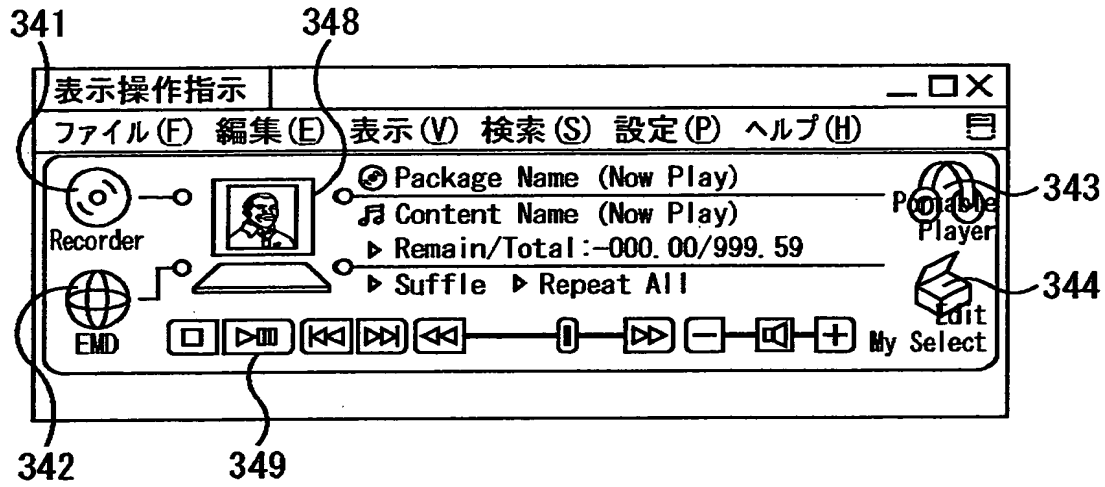 341
348
表示操作指示
ファイル(F) 編集(E) 表示(V) 検索(S) 設定(P) ヘルプ(H)
Package Name (Now Play)
Content Name (Now Play)
Remain/Total:-000.00/999.59
Suffle Repeat All
Recorder
EMD
Portable
Player
343
344
Edit
My Select
342
349